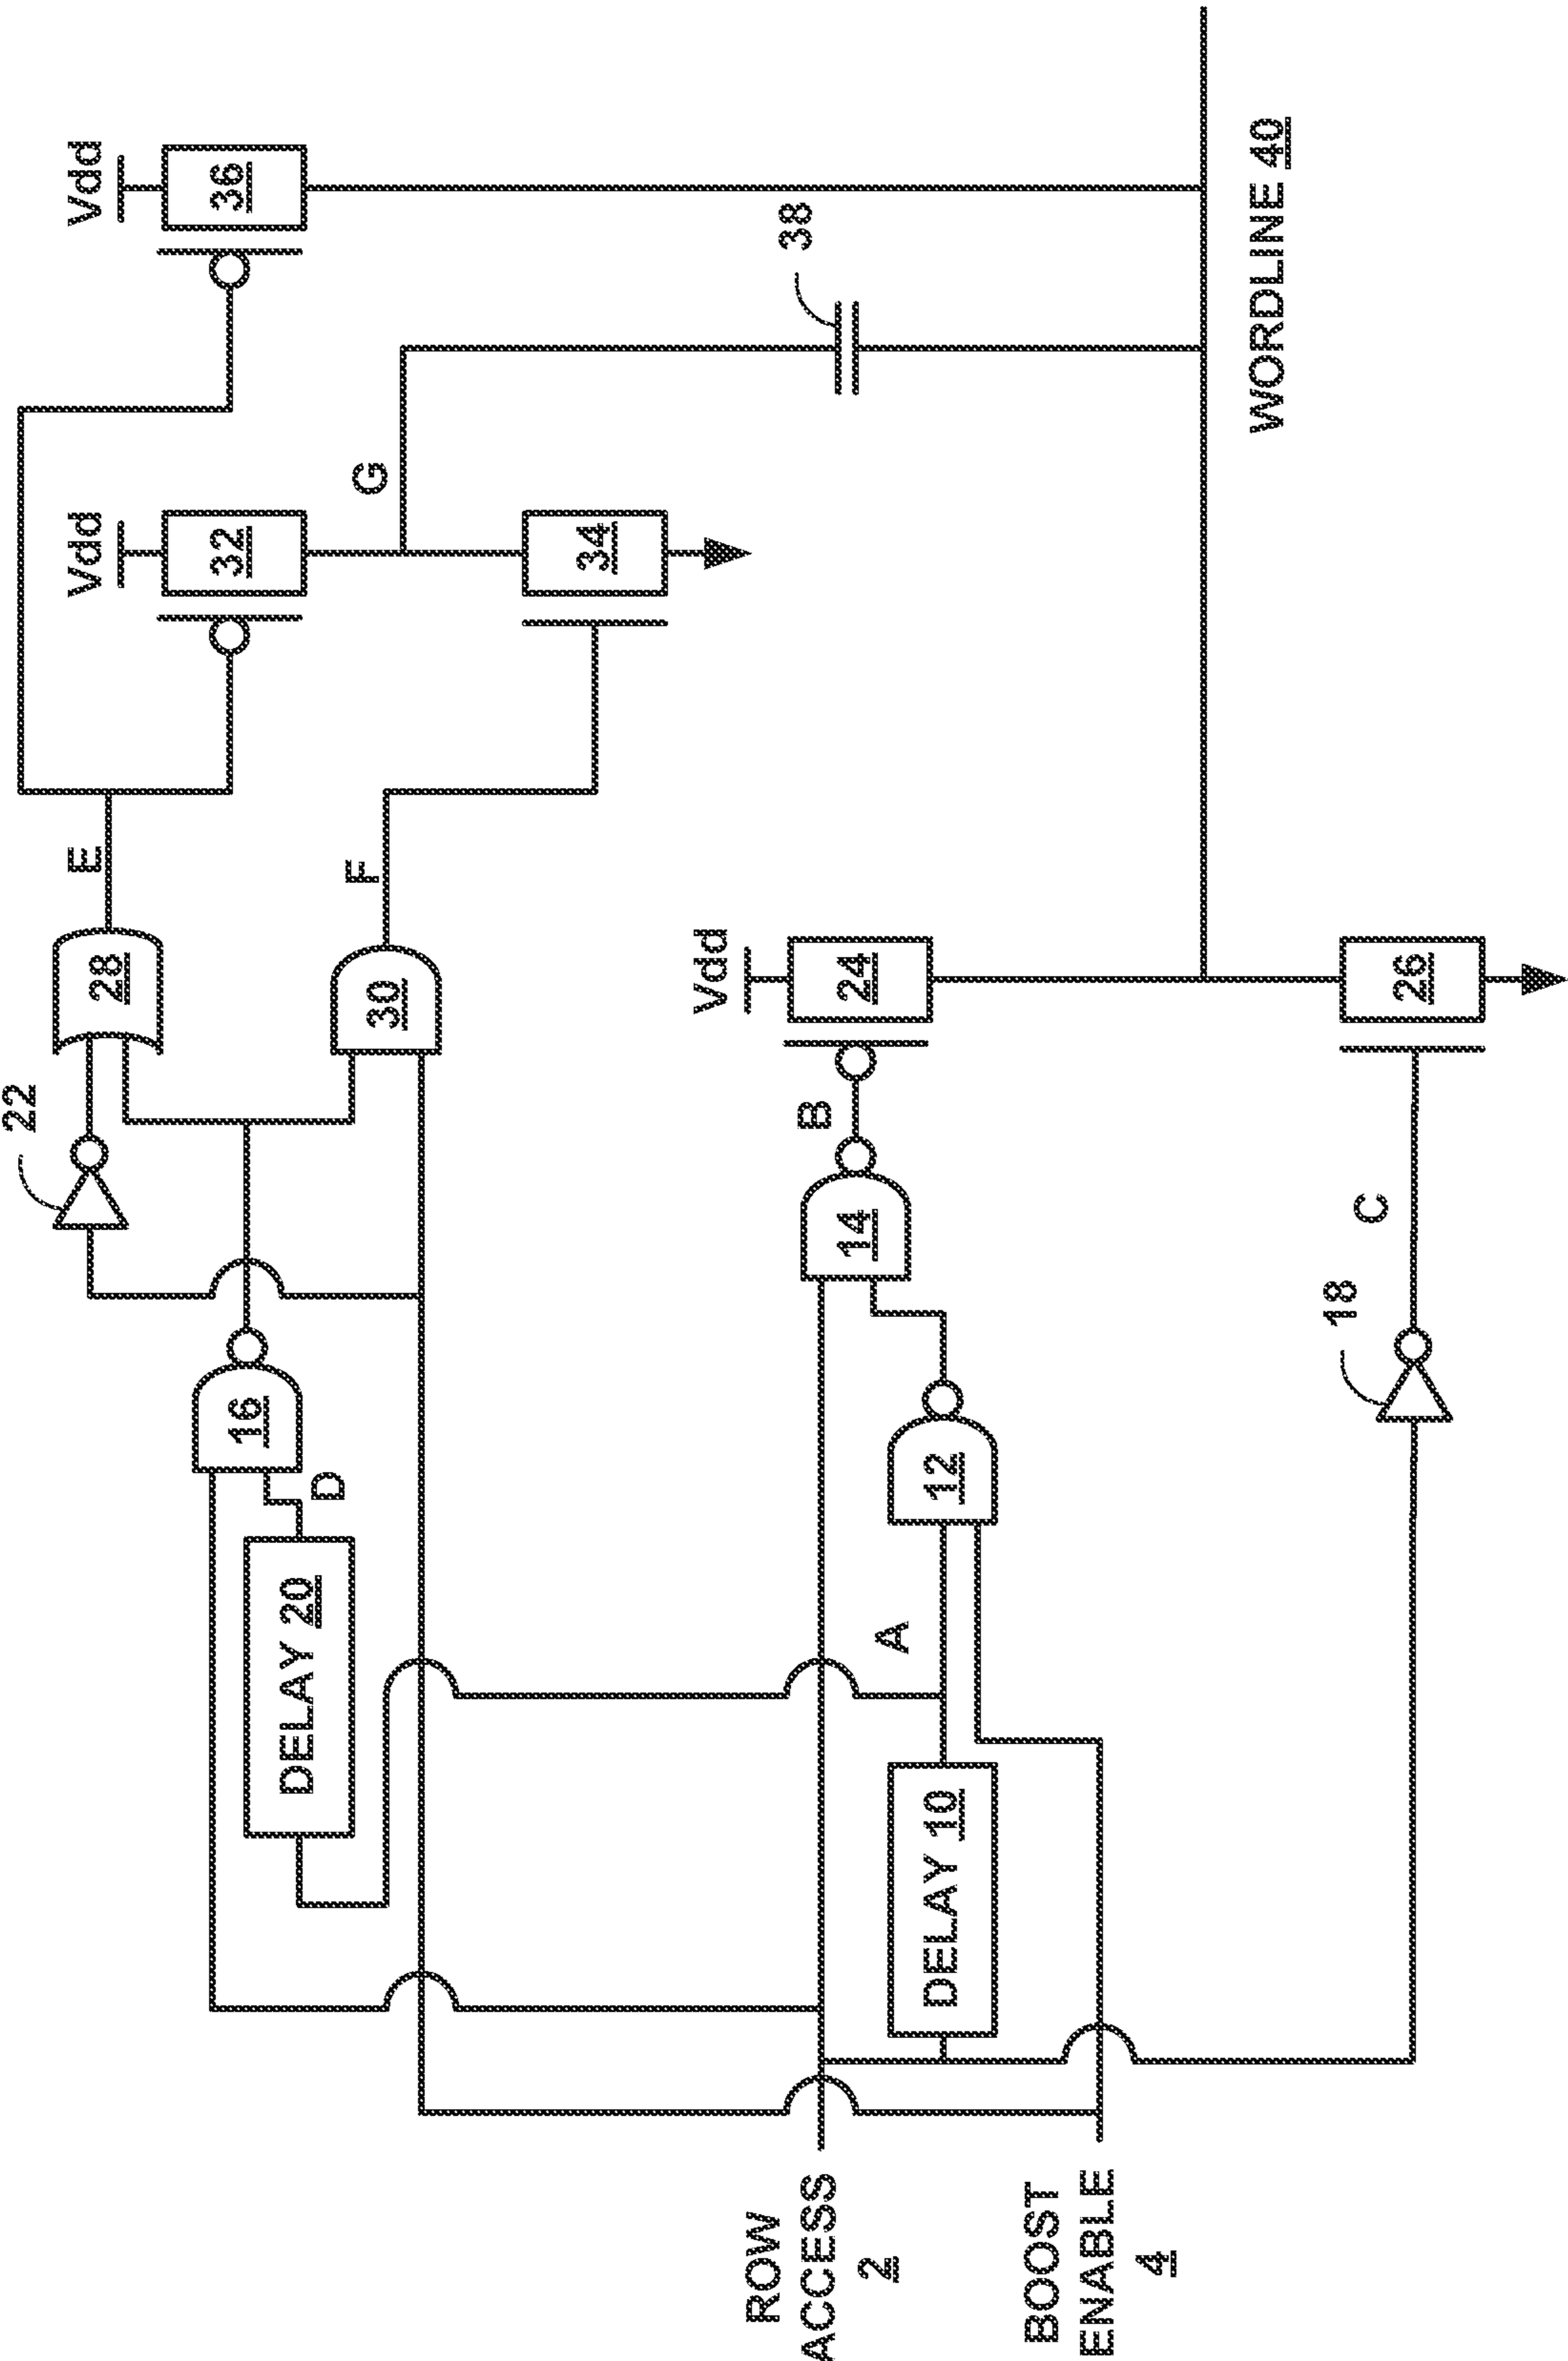 ROW
ACCESS
2
BOOST
ENABLE
4
DELAY 10
DELAY 20
A
D
12
14
16
18
22
B
C
24
26
28
30
E
F
Vdd
Vdd
32
34
G
Vdd
36
38
WORDLINE 40